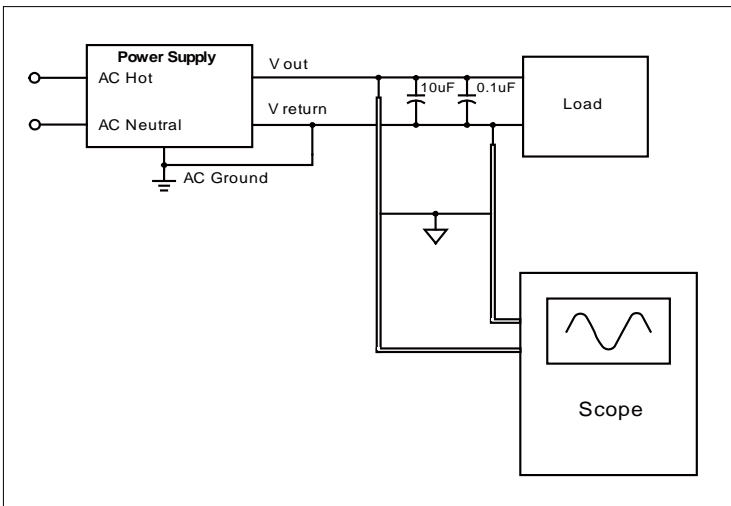 Power Supply
AC Hot
V out
10uF
0.1uF
Load
V return
AC Neutral
AC Ground
Scope